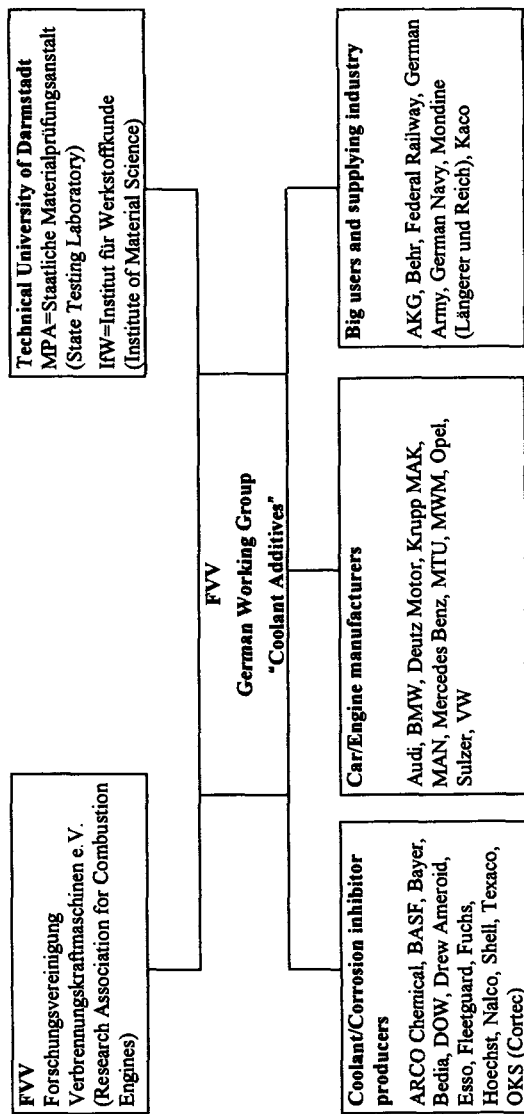 FVV
Forschungsvereinigung
Verbrennungskraftmaschinen e.V.
(Research Association for Combustion
Engines)
Technical University of Darmstadt
MPA=Staatliche Materialprüfungsanstalt
(State Testing Laboratory)
IfW=Institut für Werkstoffkunde
(Institute of Material Science)
FVV
German Working Group
"Coolant Additives"
Coolant/Corrosion inhibitor
producers
ARCO Chemical, BASF, Bayer,
Bedia, DOW, Drew Ameroid,
Esso, Fleetguard, Fuchs,
Hoechst, Nalco, Shell, Texaco,
OKS (Cortec)
Car/Engine manufacturers
Audi, BMW, Deutz Motor, Krupp MAK,
MAN, Mercedes Benz, MTU, MWM, Opel,
Sulzer, VW
Big users and supplying industry
AKG, Behr, Federal Railway, German
Army, German Navy, Mondine
(Längerer und Reich), Kaco